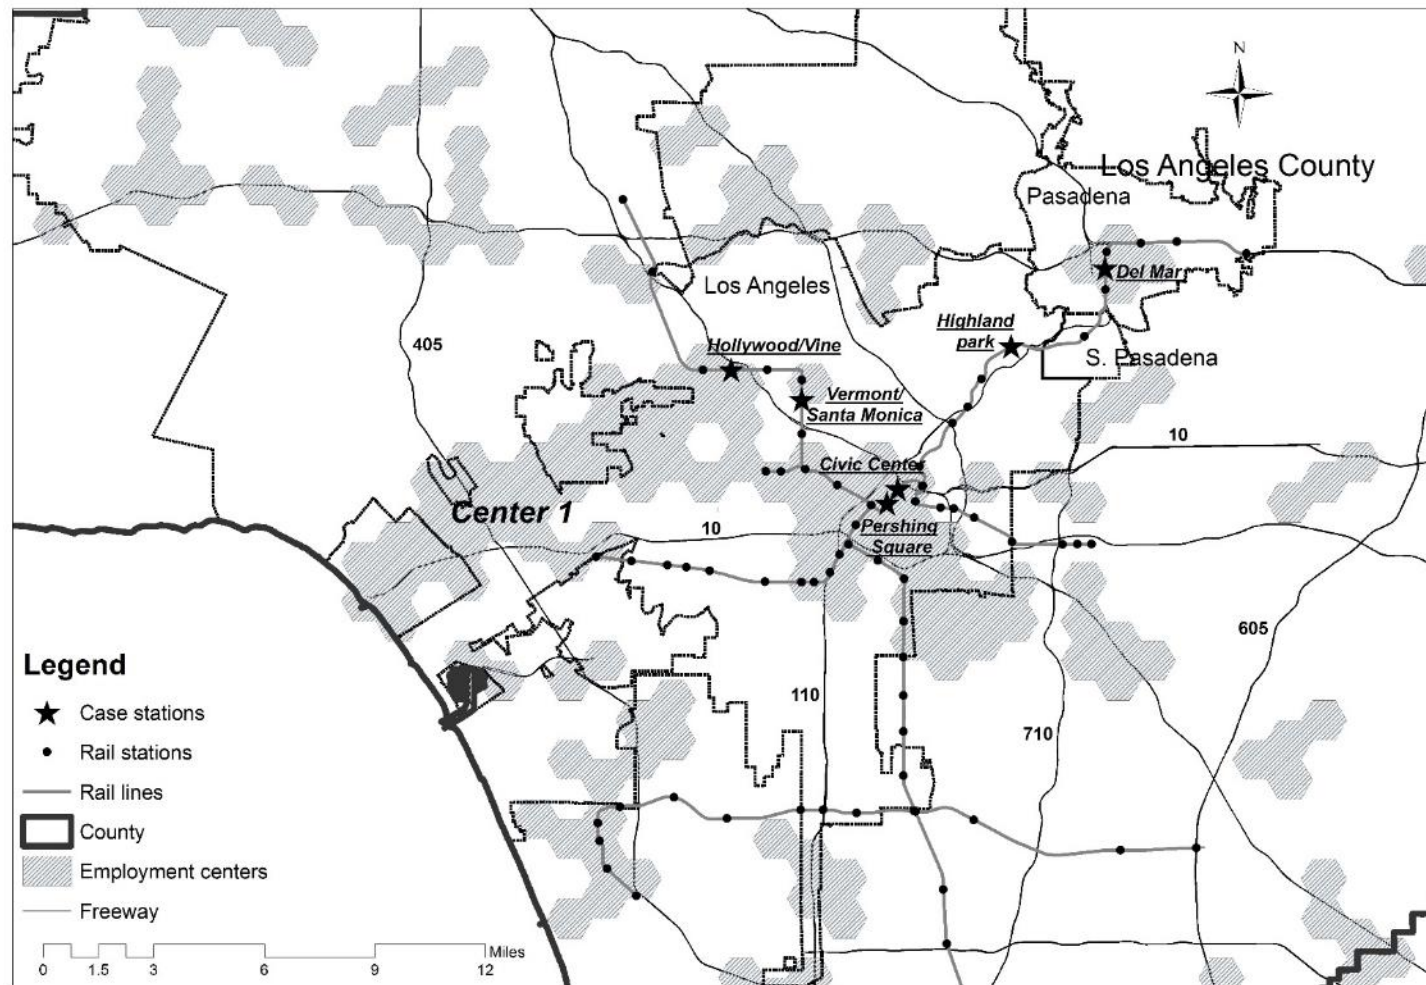 N
Los Angeles County
Pasadena
Del Mar
Los Angeles
Highland
park
S. Pasadena
405
Hollywood/Vine
Vermont/
Santa Monica
10
Civic Center
Center 1
10
Pershing
Square
605
110
710
Legend
Case stations
Rail stations
Rail lines
County
Employment centers
Freeway
Miles
0 1.5 3 6 9 12